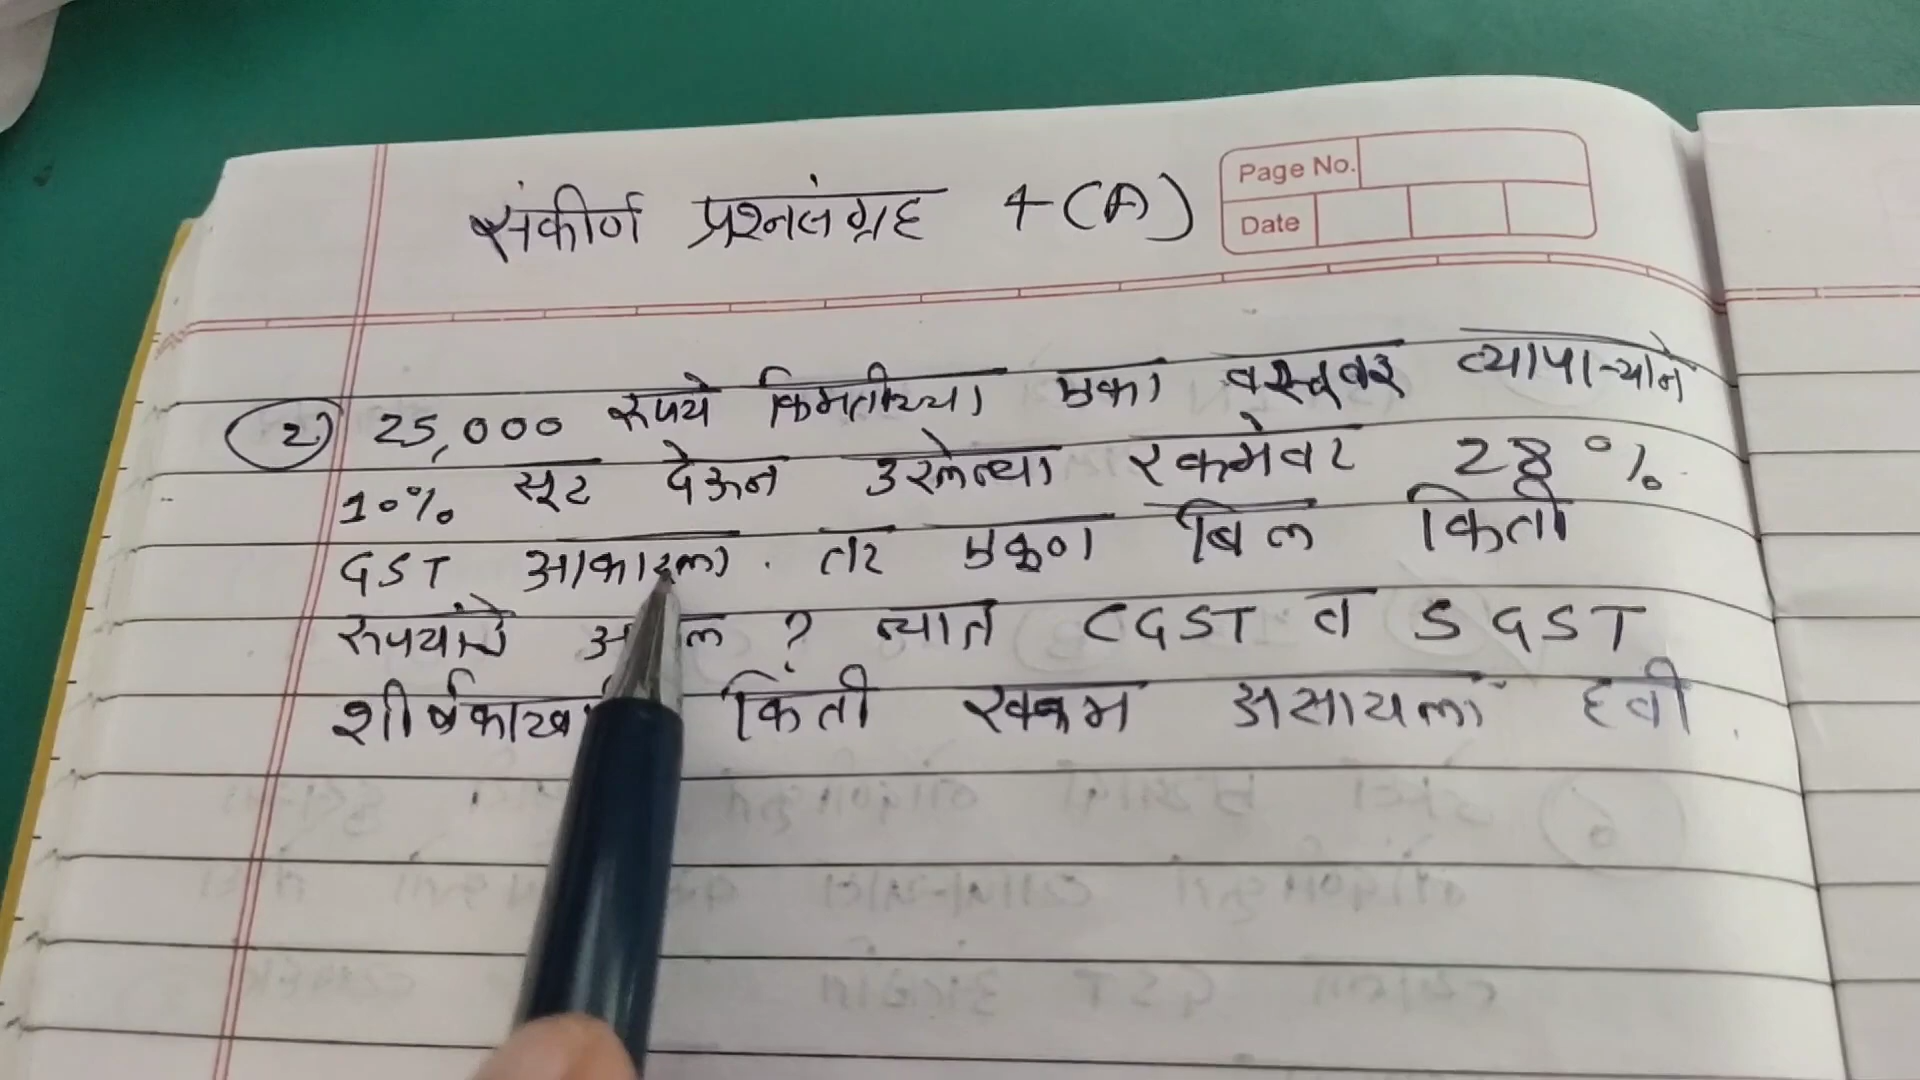 संकीर्ण प्रश्नसंग्रह 4 (A)
Page No.
Date
2) 25,000 रुपये किमतीच्या एका वस्तूवर व्यापाऱ्याने
10% सूट देऊन उरलेल्या रकमेवर 28%
GST आकारला. तर एकूण बिल किती
रुपयांचे ? त्यात CGST व SGST
किती रक्कम असायला हवी.